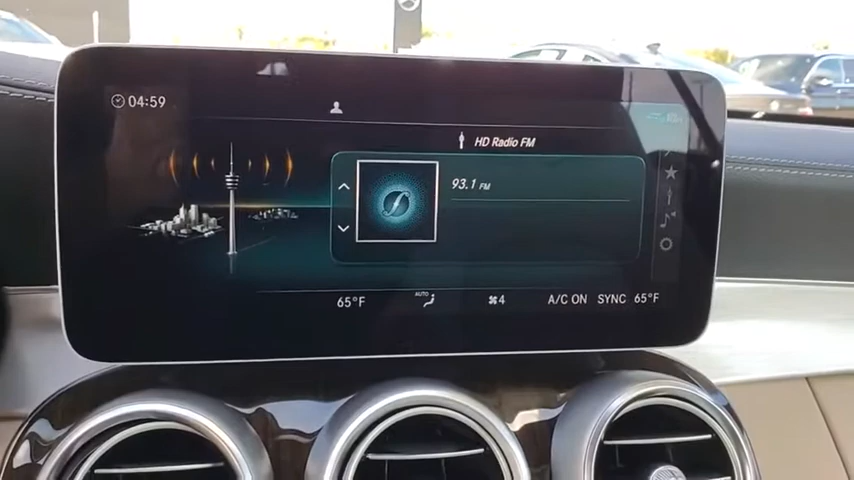 04:59
HD Radio FM
93.1 FM
65°F
AUTO
4
A/C ON
SYNC
65°F